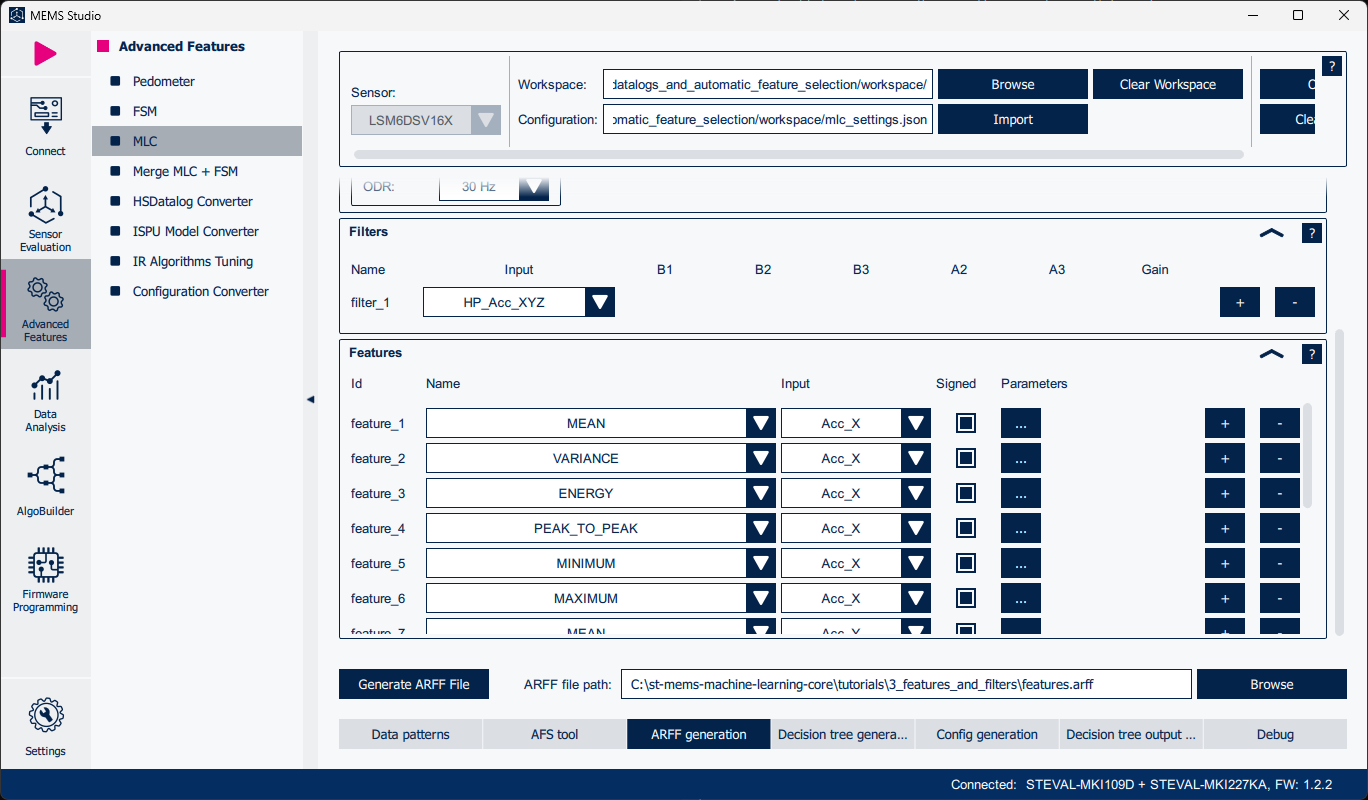 MEMS Studio
Advanced Features
Pedometer
FSM
MLC
Merge MLC + FSM
HSDatalog Converter
ISPU Model Converter
IR Algorithms Tuning
Configuration Converter
Connect
Sensor
Evaluation
Advanced
Features
Data
Analysis
AlgoBuilder
Firmware
Programming
Settings
Sensor:
LSM6DSV16X
Workspace: datalogs_and_automatic_feature_selection/workspace/ Browse Clear Workspace
Configuration: omatic_feature_selection/workspace/mlc_settings.json Import Clea
?
ODR: 30 Hz
Filters ?
Name Input B1 B2 B3 A2 A3 Gain
filter_1 HP_Acc_XYZ + -
Features ?
Id Name Input Signed Parameters
feature_1 MEAN Acc_X ... + -
feature_2 VARIANCE Acc_X ... + -
feature_3 ENERGY Acc_X ... + -
feature_4 PEAK_TO_PEAK Acc_X ... + -
feature_5 MINIMUM Acc_X ... + -
feature_6 MAXIMUM Acc_X ... + -
feature_7 MEAN Acc_X
Generate ARFF File ARFF file path: C:\st-mems-machine-learning-core\tutorials\3_features_and_filters\features.arff Browse
Data patterns AFS tool ARFF generation Decision tree genera... Config generation Decision tree output ... Debug
Connected: STEVAL-MKI109D + STEVAL-MKI227KA, FW: 1.2.2